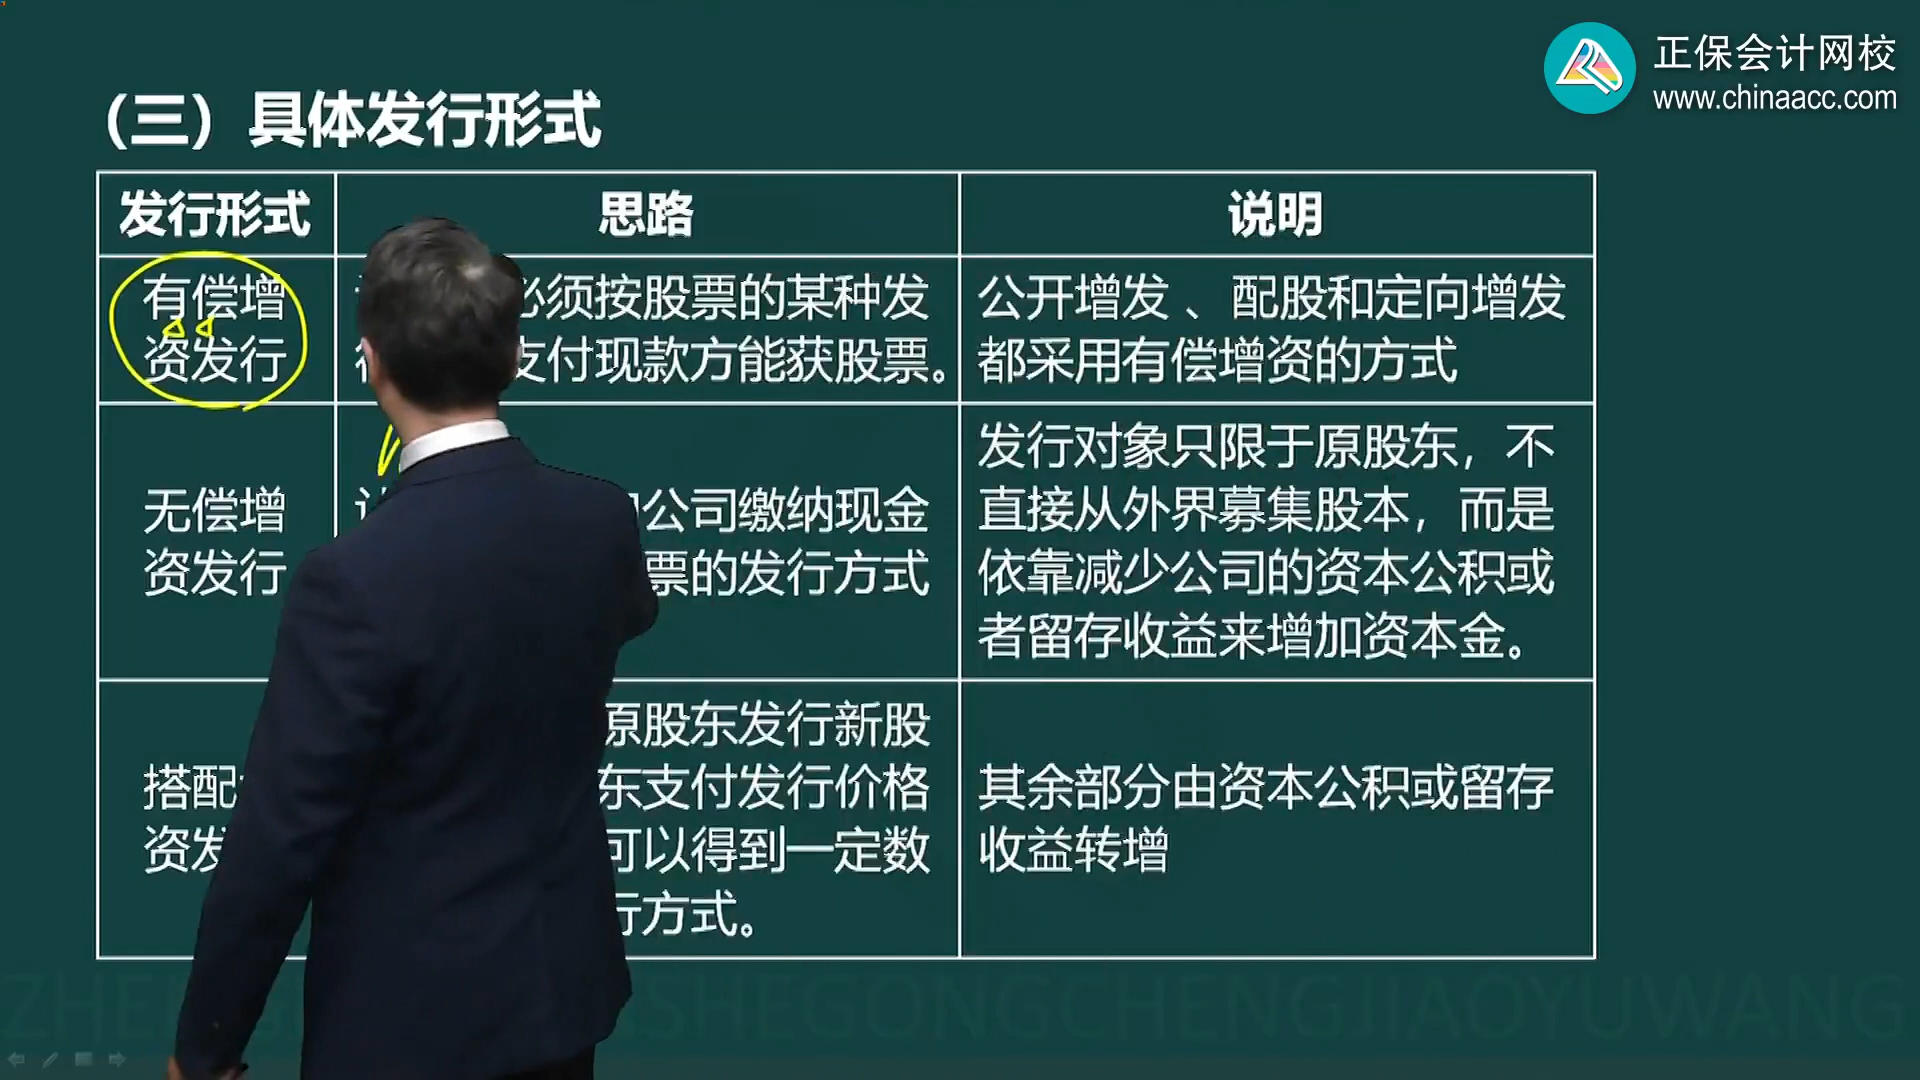 正保会计网校
www.chinaacc.com
（三）具体发行形式
发行形式
思路
说明
有偿增
资发行
必须按股票的某种发
支付现款方能获股票。
公开增发、配股和定向增发
都采用有偿增资的方式
无偿增
资发行
公司缴纳现金
票的发行方式
发行对象只限于原股东，不
直接从外界募集股本，而是
依靠减少公司的资本公积或
者留存收益来增加资本金。
搭配
资发
原股东发行新股
东支付发行价格
可以得到一定数
行方式。
其余部分由资本公积或留存
收益转增